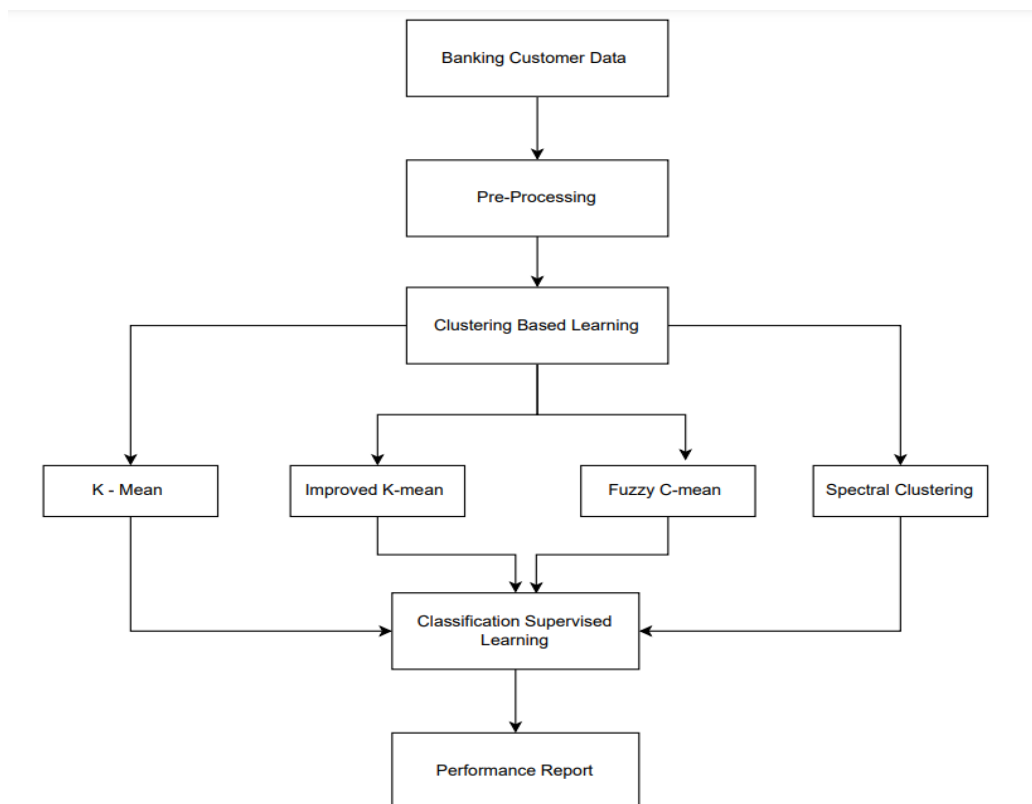 Banking Customer Data
Pre-Processing
Clustering Based Learning
K - Mean
Improved K-mean
Fuzzy C-mean
Spectral Clustering
Classification Supervised
Learning
Performance Report